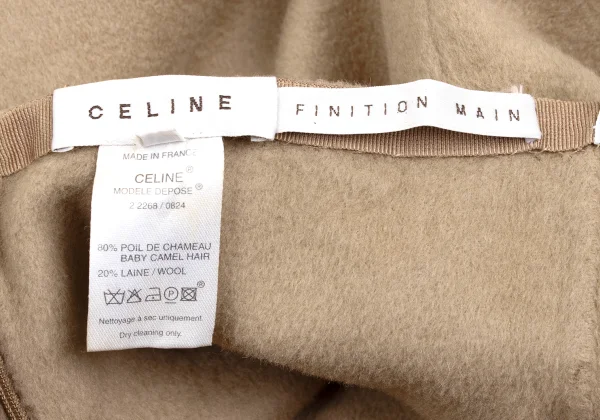 CELINE
FINITION MAIN
MADE IN FRANCE
CELINE®
MODELE DEPOSE®
2 2268 / 0824
80% POIL DE CHAMEAU
BABY CAMEL HAIR
20% LAINE / WOOL
P
®
Nettoyage à sec uniquement.
Dry cleaning only.